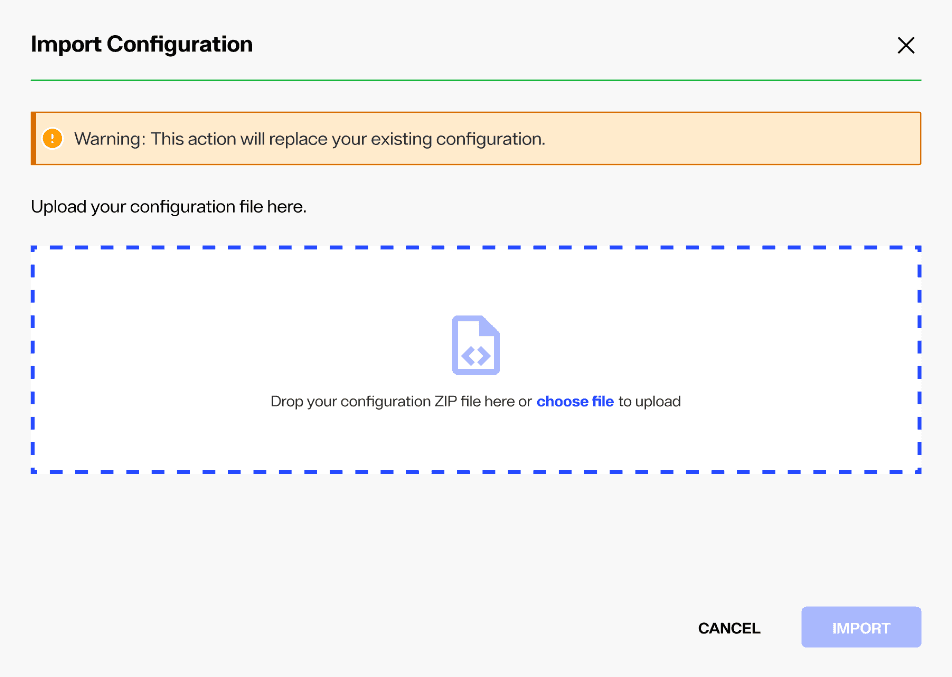 Import Configuration
Warning: This action will replace your existing configuration.
Upload your configuration file here.
Drop your configuration ZIP file here or choose file to upload
CANCEL
IMPORT